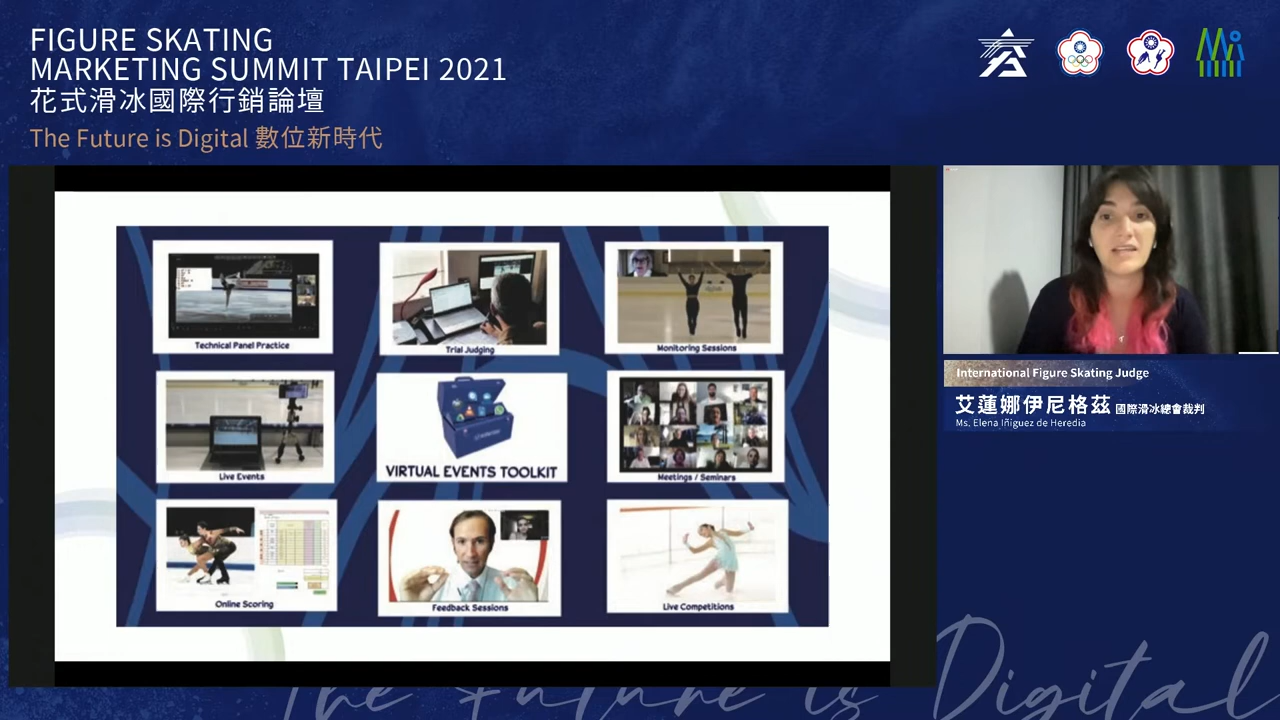 FIGURE SKATING
MARKETING SUMMIT TAIPEI 2021
花式滑冰國際行銷論壇
The Future is Digital 數位新時代
Technical Panel Practice
Trial Judging
Monitoring Sessions
Live Events
VIRTUAL EVENTS TOOLKIT
Meetings / Seminars
Online Scoring
Feedback Sessions
Live Competitions
International Figure Skating Judge
艾蓮娜伊尼格茲 國際滑冰總會裁判
Ms. Elena Iñiguez de Heredia
The Future is Digital